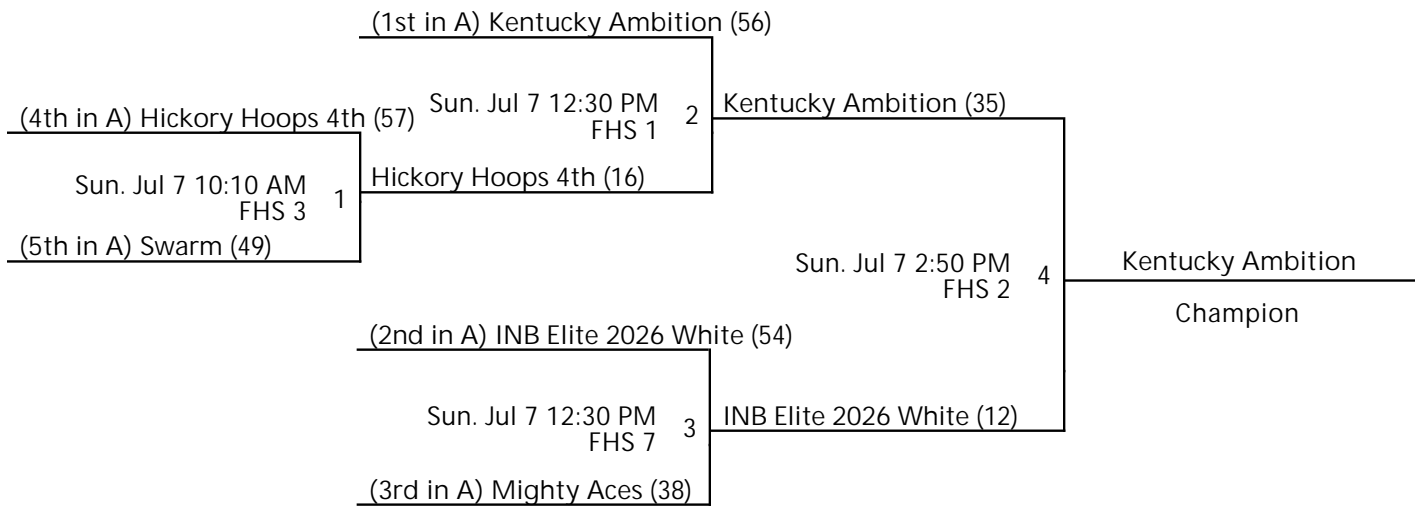 (1st in A) Kentucky Ambition (56)
(4th in A) Hickory Hoops 4th (57)
Sun. Jul 7 12:30 PM
FHS 1
2
Kentucky Ambition (35)
Sun. Jul 7 10:10 AM
FHS 3
1
Hickory Hoops 4th (16)
(5th in A) Swarm (49)
Sun. Jul 7 2:50 PM
FHS 2
4
Kentucky Ambition
Champion
(2nd in A) INB Elite 2026 White (54)
Sun. Jul 7 12:30 PM
FHS 7
3
INB Elite 2026 White (12)
(3rd in A) Mighty Aces (38)